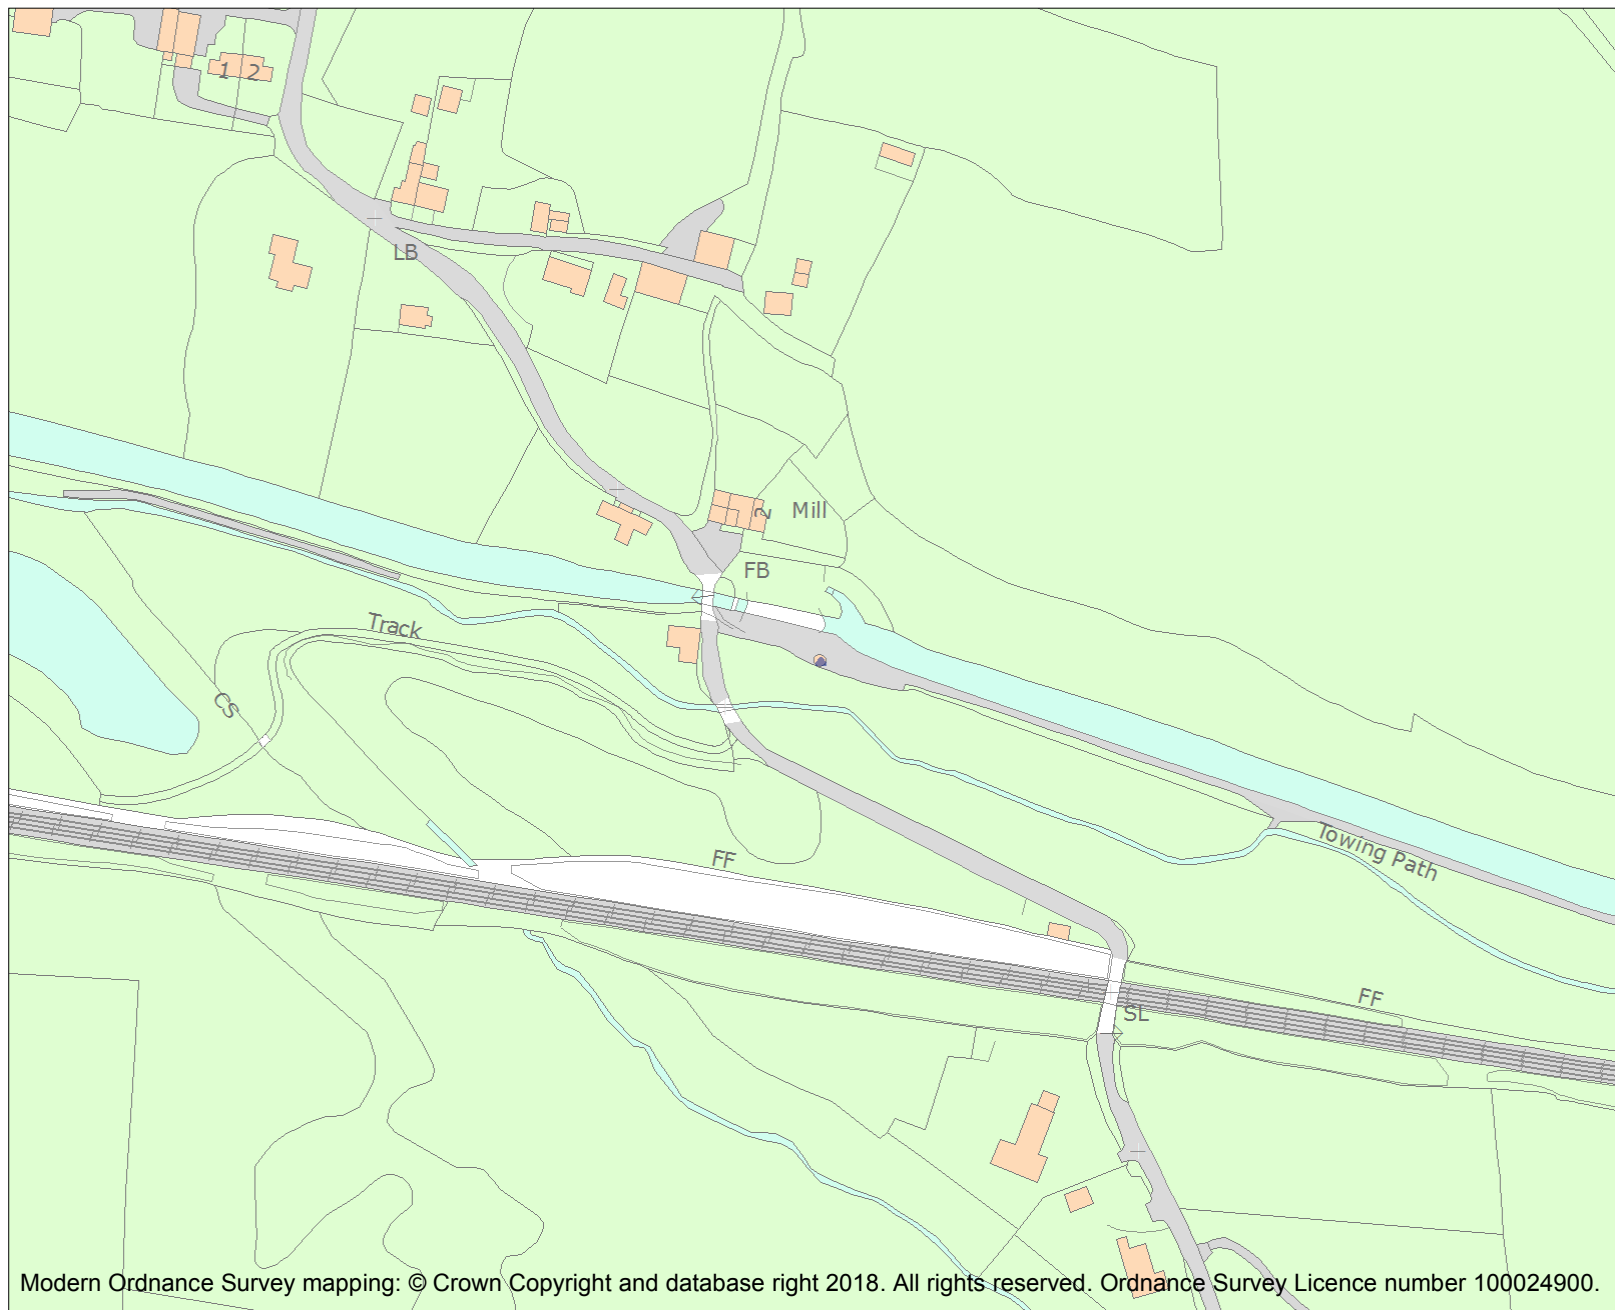 1 2
LB
2
Mill
FB
Track
CS
Towing Path
FF
FF
SL
Modern Ordnance Survey mapping: © Crown Copyright and database right 2018. All rights reserved. Ordnance Survey Licence number 100024900.